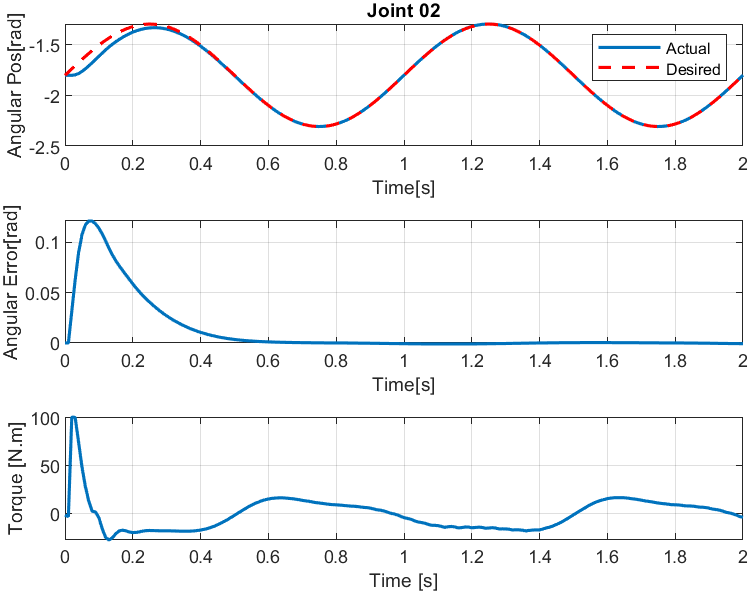 Joint 02
Angular Pos[rad]
-1.5
-2
-2.5
Actual
Desired
0 0.2 0.4 0.6 0.8 1 1.2 1.4 1.6 1.8 2
Time[s]
Angular Error[rad]
0.1
0.05
0
0 0.2 0.4 0.6 0.8 1 1.2 1.4 1.6 1.8 2
Time[s]
Torque [N.m]
100
50
0
0 0.2 0.4 0.6 0.8 1 1.2 1.4 1.6 1.8 2
Time [s]